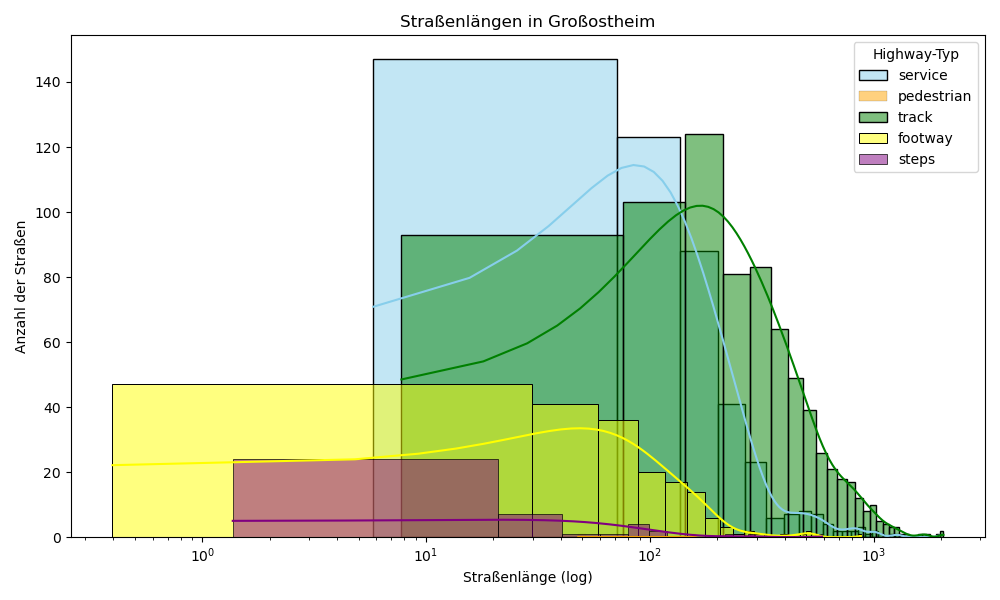 Straßenlängen in Großostheim
Highway-Typ
service
pedestrian
track
footway
steps
Anzahl der Straßen
140
120
100
80
60
40
20
0
10⁰
10¹
10²
10³
Straßenlänge (log)